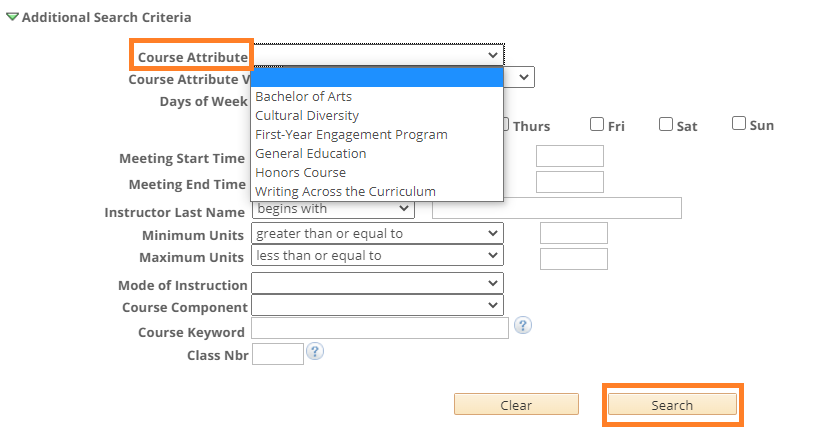 Additional Search Criteria
Course Attribute
Course Attribute V
Bachelor of Arts
Days of Week
Cultural Diversity
First-Year Engagement Program
Thurs Fri Sat Sun
General Education
Meeting Start Time
Honors Course
Meeting End Time
Writing Across the Curriculum
Instructor Last Name begins with
Minimum Units greater than or equal to
Maximum Units less than or equal to
Mode of Instruction
Course Component
Course Keyword ?
Class Nbr ?
Clear Search